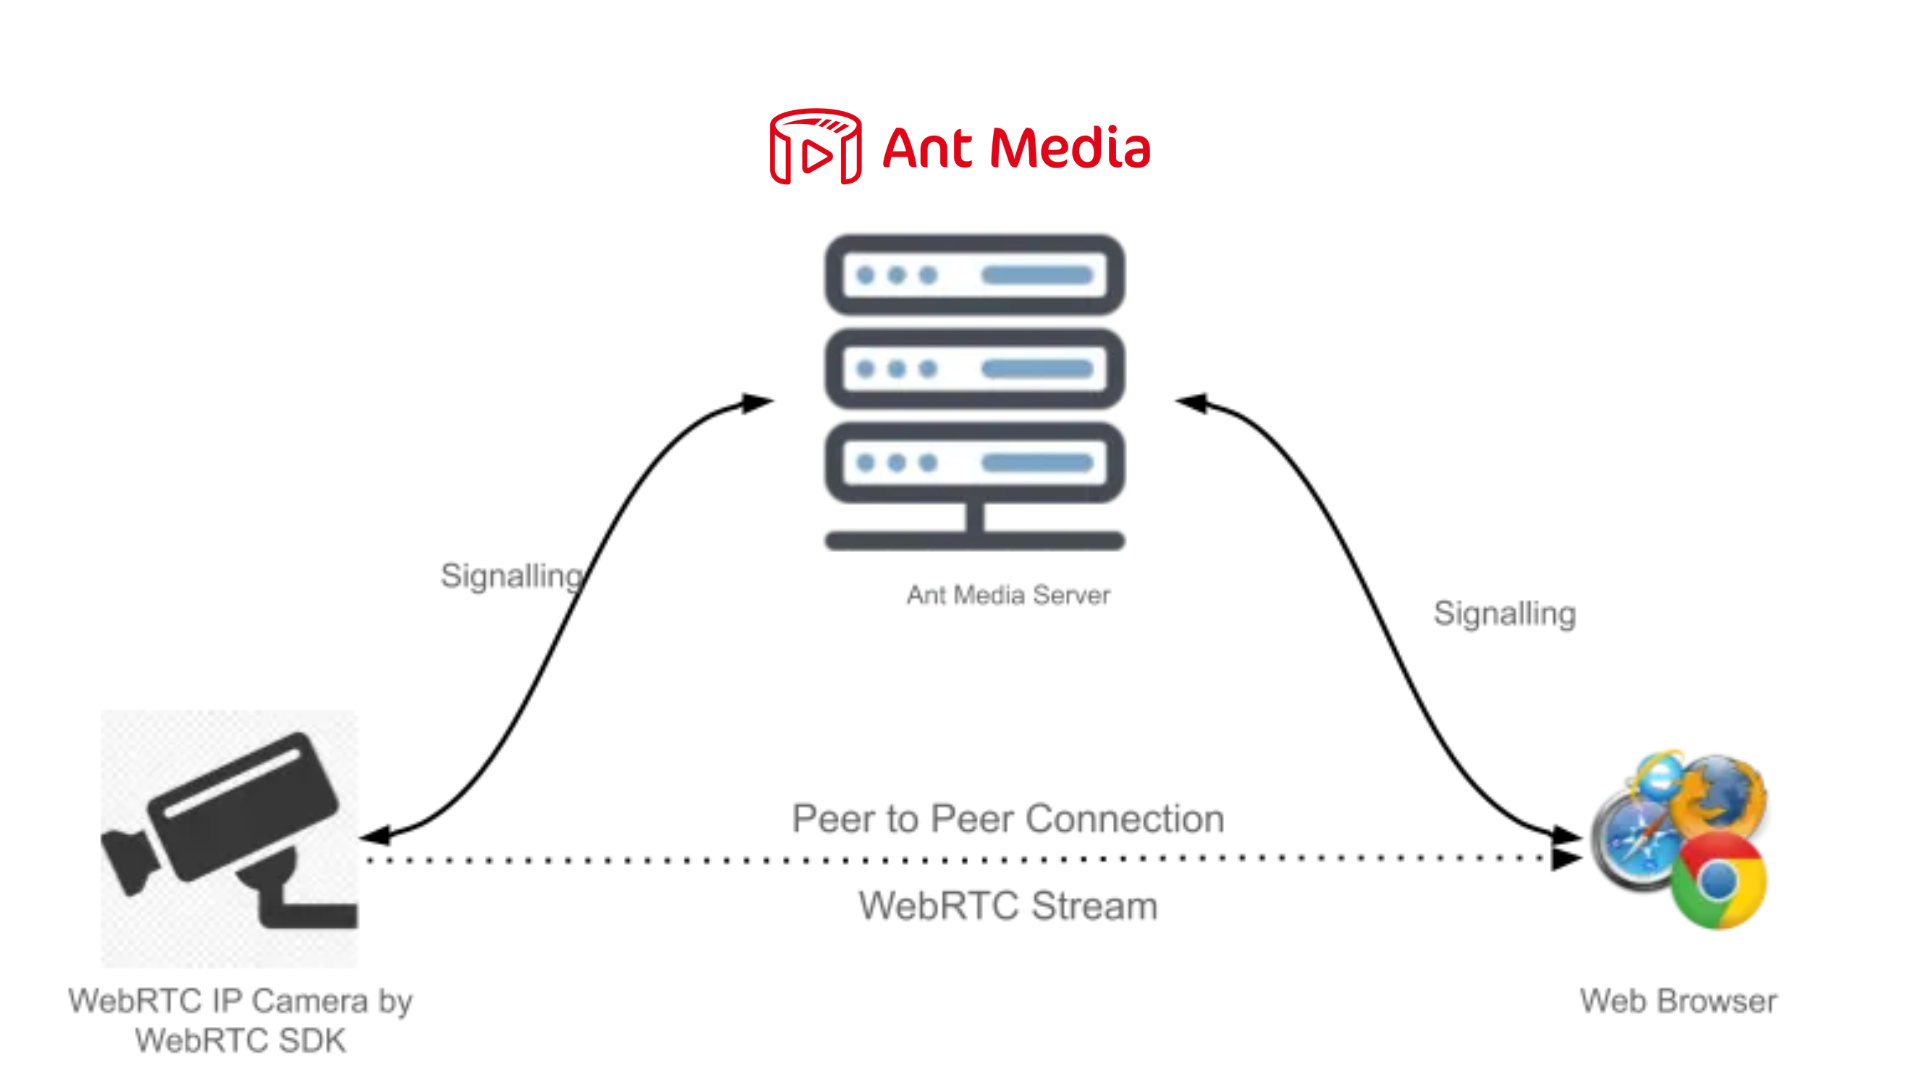 Ant Media
Signalling
Ant Media Server
Signalling
Peer to Peer Connection
WebRTC Stream
WebRTC IP Camera by
WebRTC SDK
Web Browser